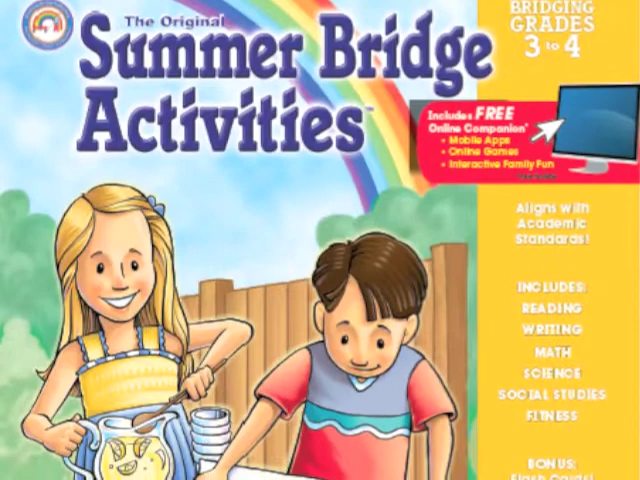 The Original
Summer Bridge
Activities™
BRIDGING
GRADES
3 to 4
Includes FREE
Online Companion*
• Mobile Apps
• Online Games
• Interactive Family Fun
Aligns with
Academic
Standards!
INCLUDES:
READING
WRITING
MATH
SCIENCE
SOCIAL STUDIES
FITNESS
BONUS:
Flash Cards!